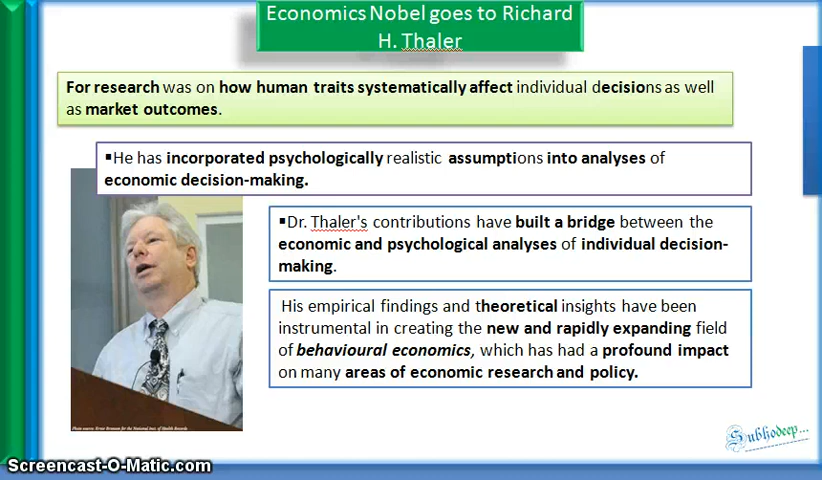 Economics Nobel goes to Richard
H. Thaler
For research was on how human traits systematically affect individual decisions as well
as market outcomes.
▪He has incorporated psychologically realistic assumptions into analyses of
economic decision-making.
▪Dr. Thaler's contributions have built a bridge between the
economic and psychological analyses of individual decision-
making.
His empirical findings and theoretical insights have been
instrumental in creating the new and rapidly expanding field
of behavioural economics, which has had a profound impact
on many areas of economic research and policy.
Subhodeep...
Screencast-O-Matic.com